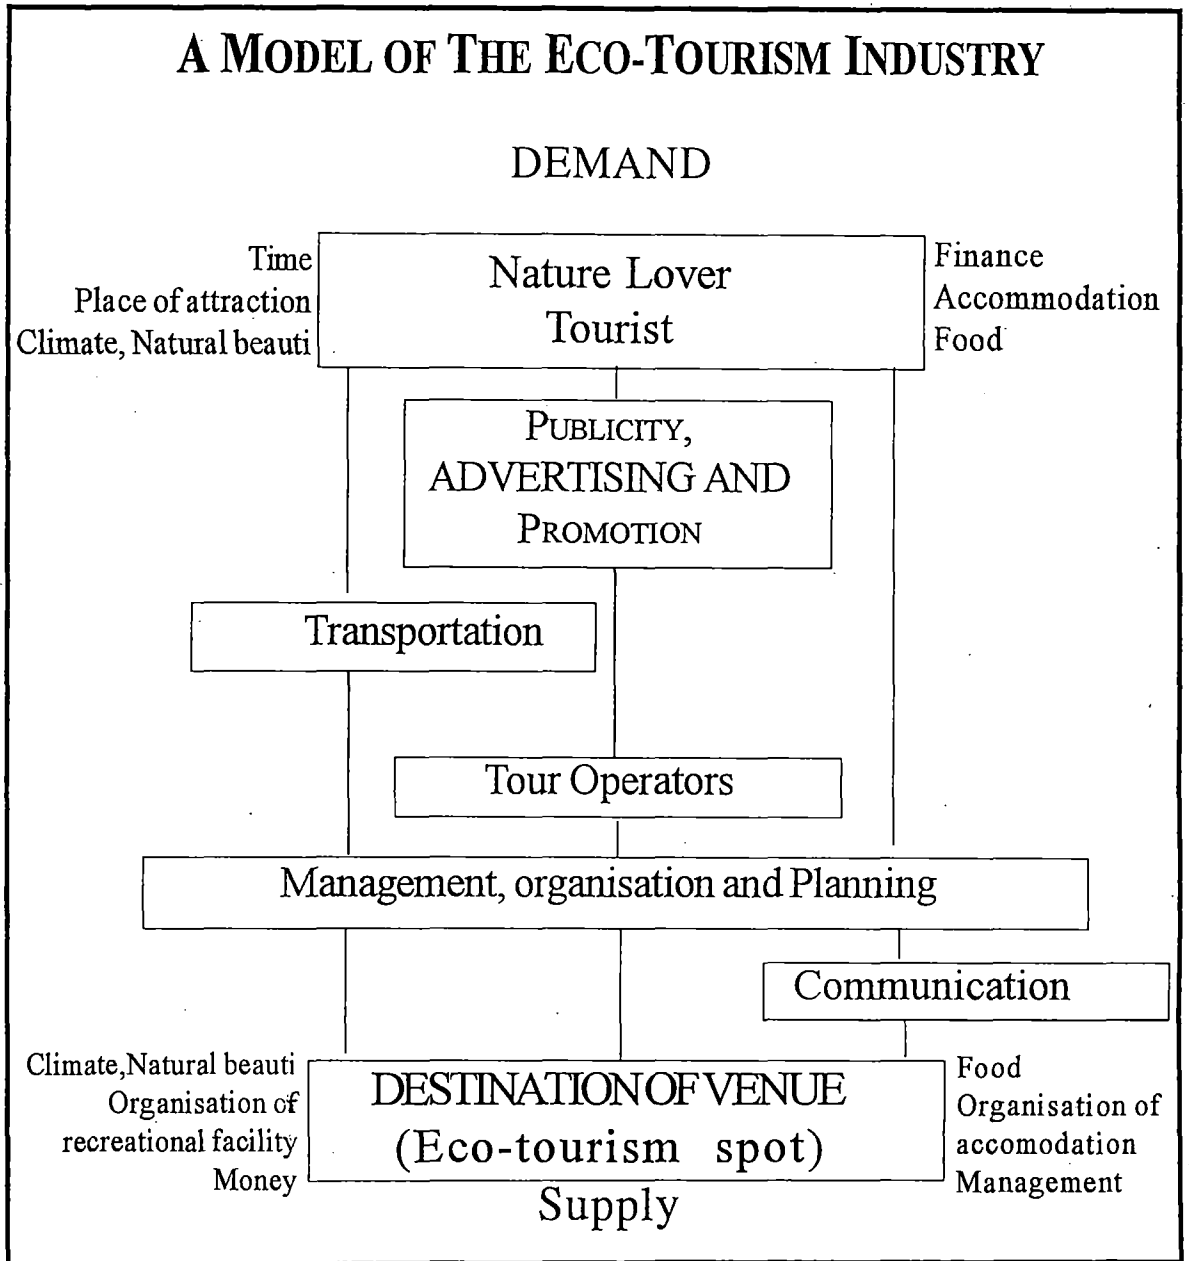 A MODEL OF THE ECO-TOURISM INDUSTRY
DEMAND
Time
Place of attraction
Climate, Natural beauti
Nature Lover
Tourist
Finance
Accommodation
Food
PUBLICITY,
ADVERTISING AND
PROMOTION
Transportation
Tour Operators
Management, organisation and Planning
Communication
Climate,Natural beauti
Organisation of
recreational facility
Money
DESTINATION OF VENUE
(Eco-tourism spot)
Food
Organisation of
accomodation
Management
Supply